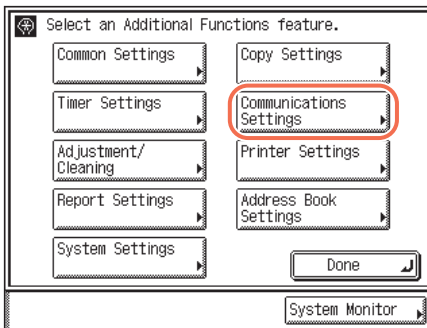 Select an Additional Functions feature.
Common Settings
Copy Settings
Timer Settings
Communications
Settings
Adjustment/
Cleaning
Printer Settings
Report Settings
Address Book
Settings
System Settings
Done
System Monitor